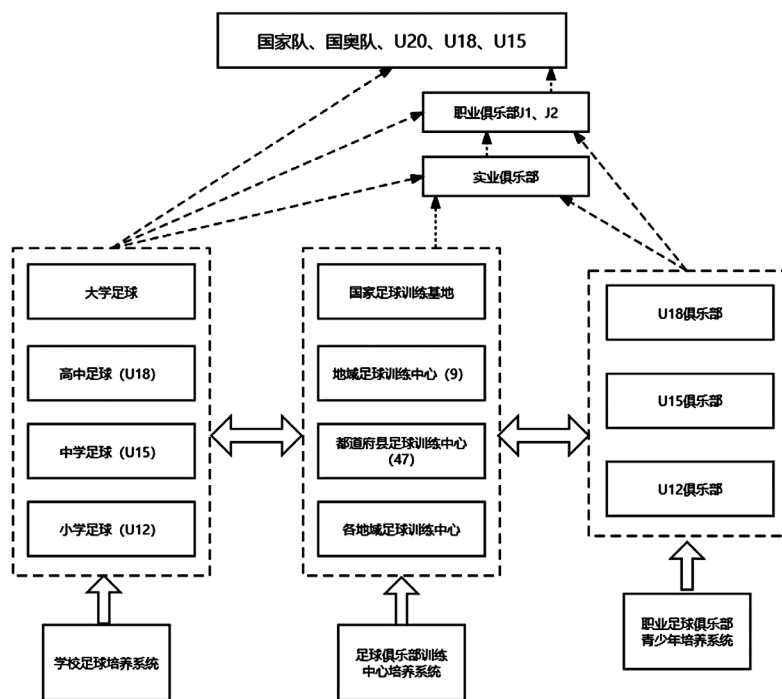 国家队、国奥队、U20、U18、U15
职业俱乐部J1、J2
实业俱乐部
大学足球
高中足球（U18）
中学足球（U15）
小学足球（U12）
国家足球训练基地
地域足球训练中心（9）
都道府县足球训练中心
（47）
各地域足球训练中心
U18俱乐部
U15俱乐部
U12俱乐部
学校足球培养系统
足球俱乐部训练
中心培养系统
职业足球俱乐部
青少年培养系统